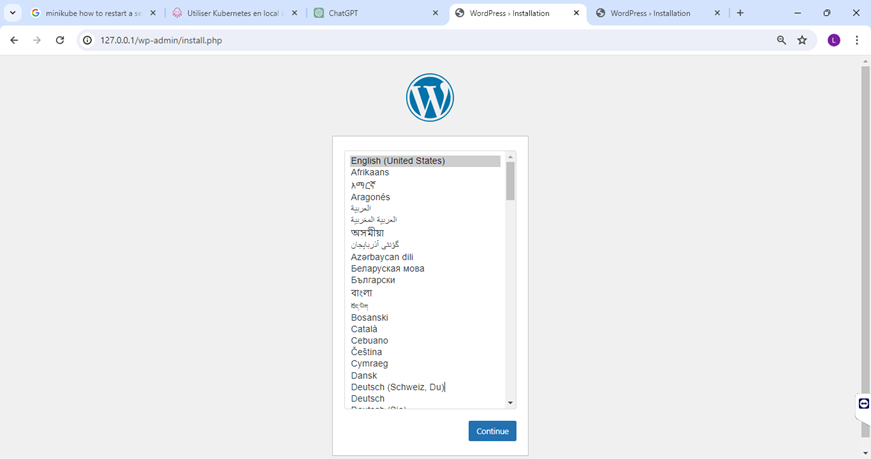 minikube how to restart a se
Utiliser Kubernetes en local
ChatGPT
WordPress › Installation
WordPress › Installation
127.0.0.1/wp-admin/install.php
L
English (United States)
Afrikaans
አማርኛ
Aragonés
العربية
العربية المغربية
অসমীয়া
گؤنئی آذربایجان
Azərbaycan dili
Беларуская мова
Български
বাংলা
བོད་ཡིག
Bosanski
Català
Cebuano
Čeština
Cymraeg
Dansk
Deutsch (Schweiz, Du)
Deutsch
Continue